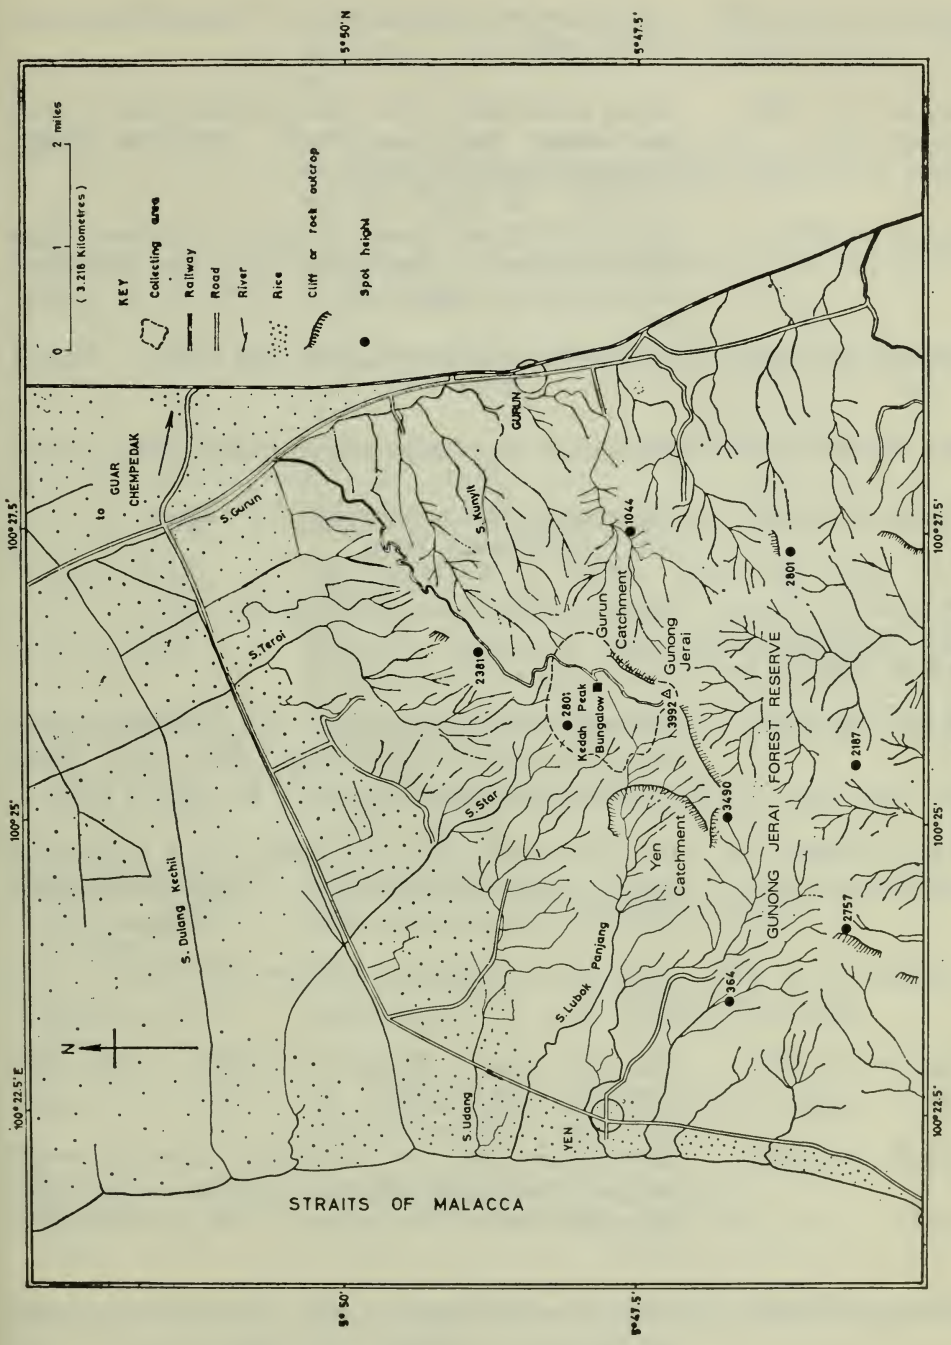 5° 50' N
5° 47.5'
0
1
2 miles
( 3.218 Kilometres )
KEY
Collecting area
Railway
Road
River
Rice
Cliff or rock outcrop
Spot height
100° 27.5'
100° 25'
100° 22.5' E
to
GUAR
CHEMPEDAK
S. Gurun
GURUN
S. Kunyit
S. Teroi
2381
1044
Gurun
Catchment
2801
Kedah Peak
Bungalow
3992
Gunong
Jerai
2801
S. Star
3490
Yen
Catchment
GUNONG JERAI FOREST RESERVE
2187
S. Dulang Kechil
N
2757
364
S. Lubok Panjang
S. Udang
YEN
STRAITS OF MALACCA
100° 27.5'
100° 25'
100° 22.5'
5° 50'
5° 47.5'